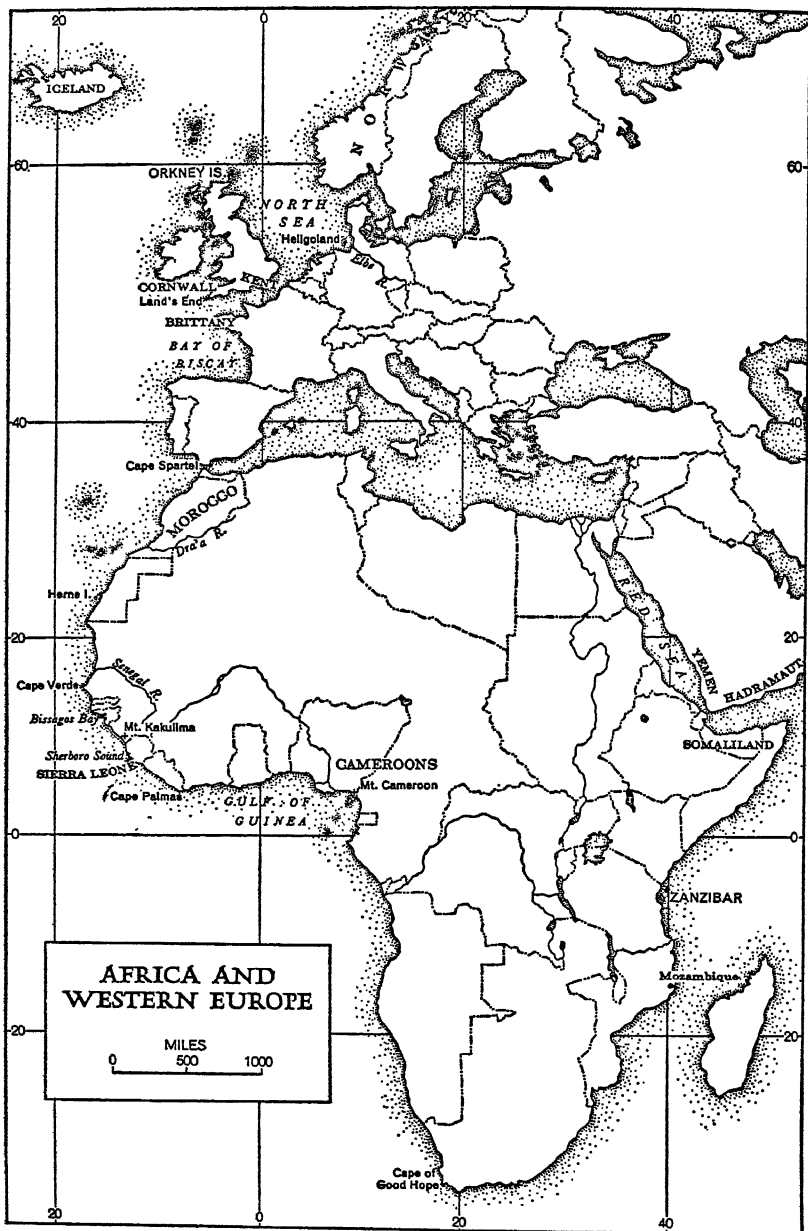 20
0
20
40
ICELAND
NORWAY
60
60
ORKNEY IS.
NORTH
SEA
Heligoland
Elbe
KENT
CORNWALL
Land's End
BRITTANY
BAY OF
BISCAY
40
40
Cape Spartel
MOROCCO
Dra'a R.
Herne I.
RED SEA
20
20
YEMEN
HADRAMAUT
Cape Verde
Senegal R.
Bissagos Bay
Mt. Kakulima
Sherboro Sound
SIERRA LEONE
SOMALILAND
CAMEROONS
Mt. Cameroon
Cape Palmas
GULF OF
GUINEA
0
0
ZANZIBAR
AFRICA AND
WESTERN EUROPE
MILES
0 500 1000
Mozambique
20
20
Cape of
Good Hope
20
0
20
40